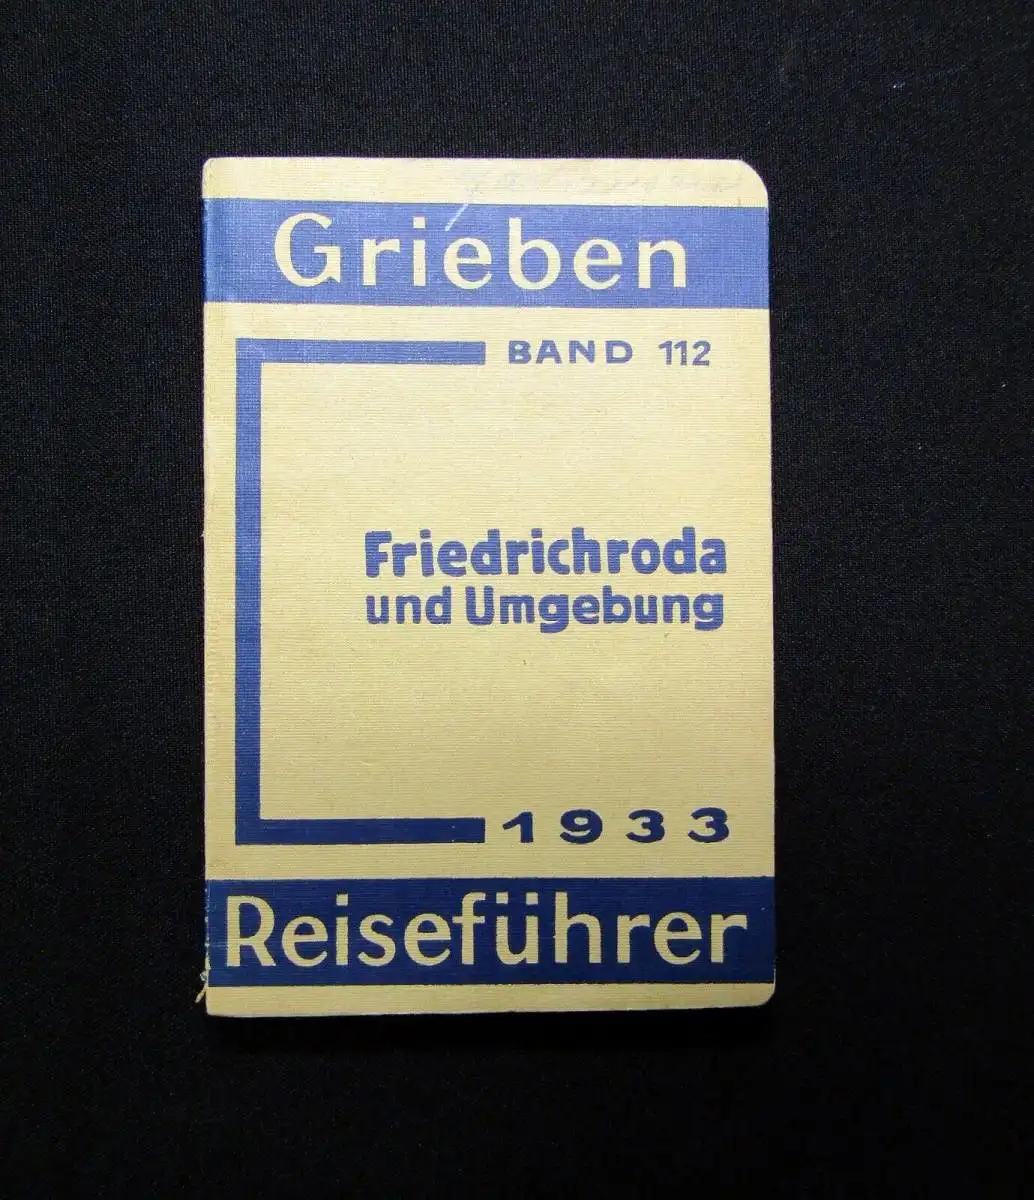 Grieben
BAND 112
Friedrichroda
und Umgebung
1933
Reiseführer